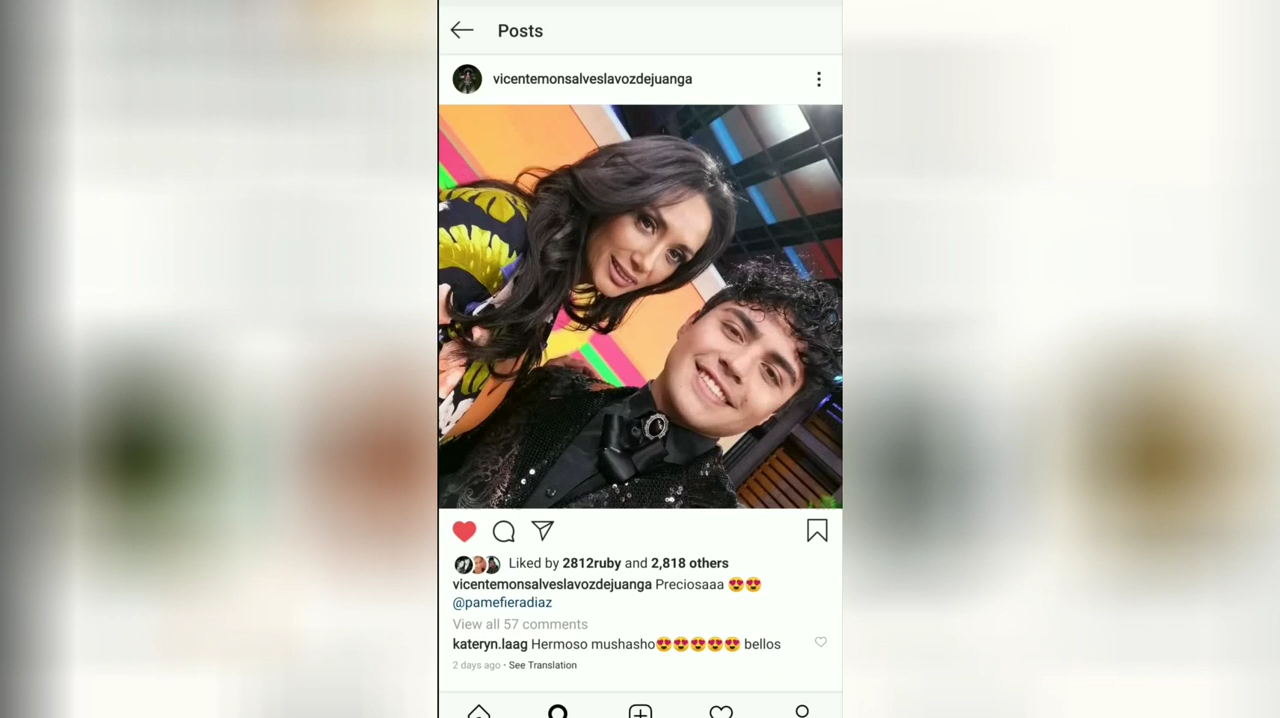 Posts
vicentemonsalveslavozdejuanga
Liked by 2812ruby and 2,818 others
vicentemonsalveslavozdejuanga Preciosaaa 😍😍
@pamefieradiaz
View all 57 comments
kateryn.laag Hermoso mushasho😍😍😍😍😍 bellos
2 days ago • See Translation